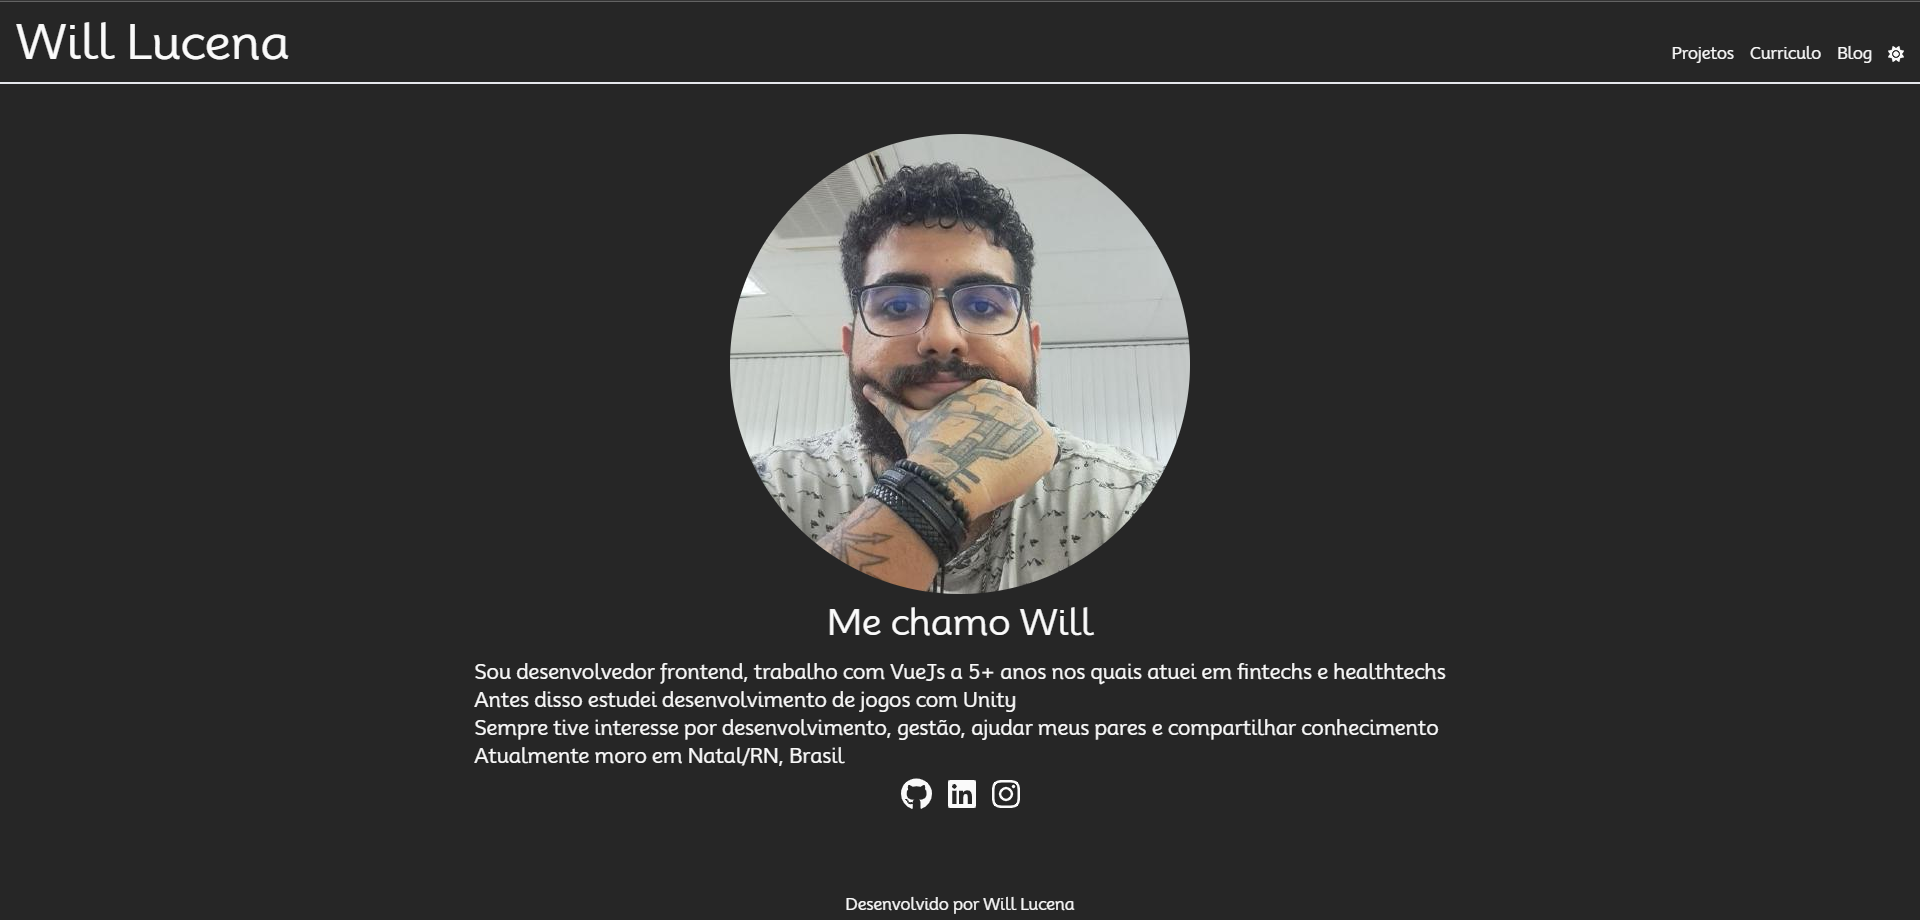 Will Lucena
Projetos Curriculo Blog
Me chamo Will
Sou desenvolvedor frontend, trabalho com VueJs a 5+ anos nos quais atuei em fintechs e healthtechs
Antes disso estudei desenvolvimento de jogos com Unity
Sempre tive interesse por desenvolvimento, gestão, ajudar meus pares e compartilhar conhecimento
Atualmente moro em Natal/RN, Brasil
in
Desenvolvido por Will Lucena